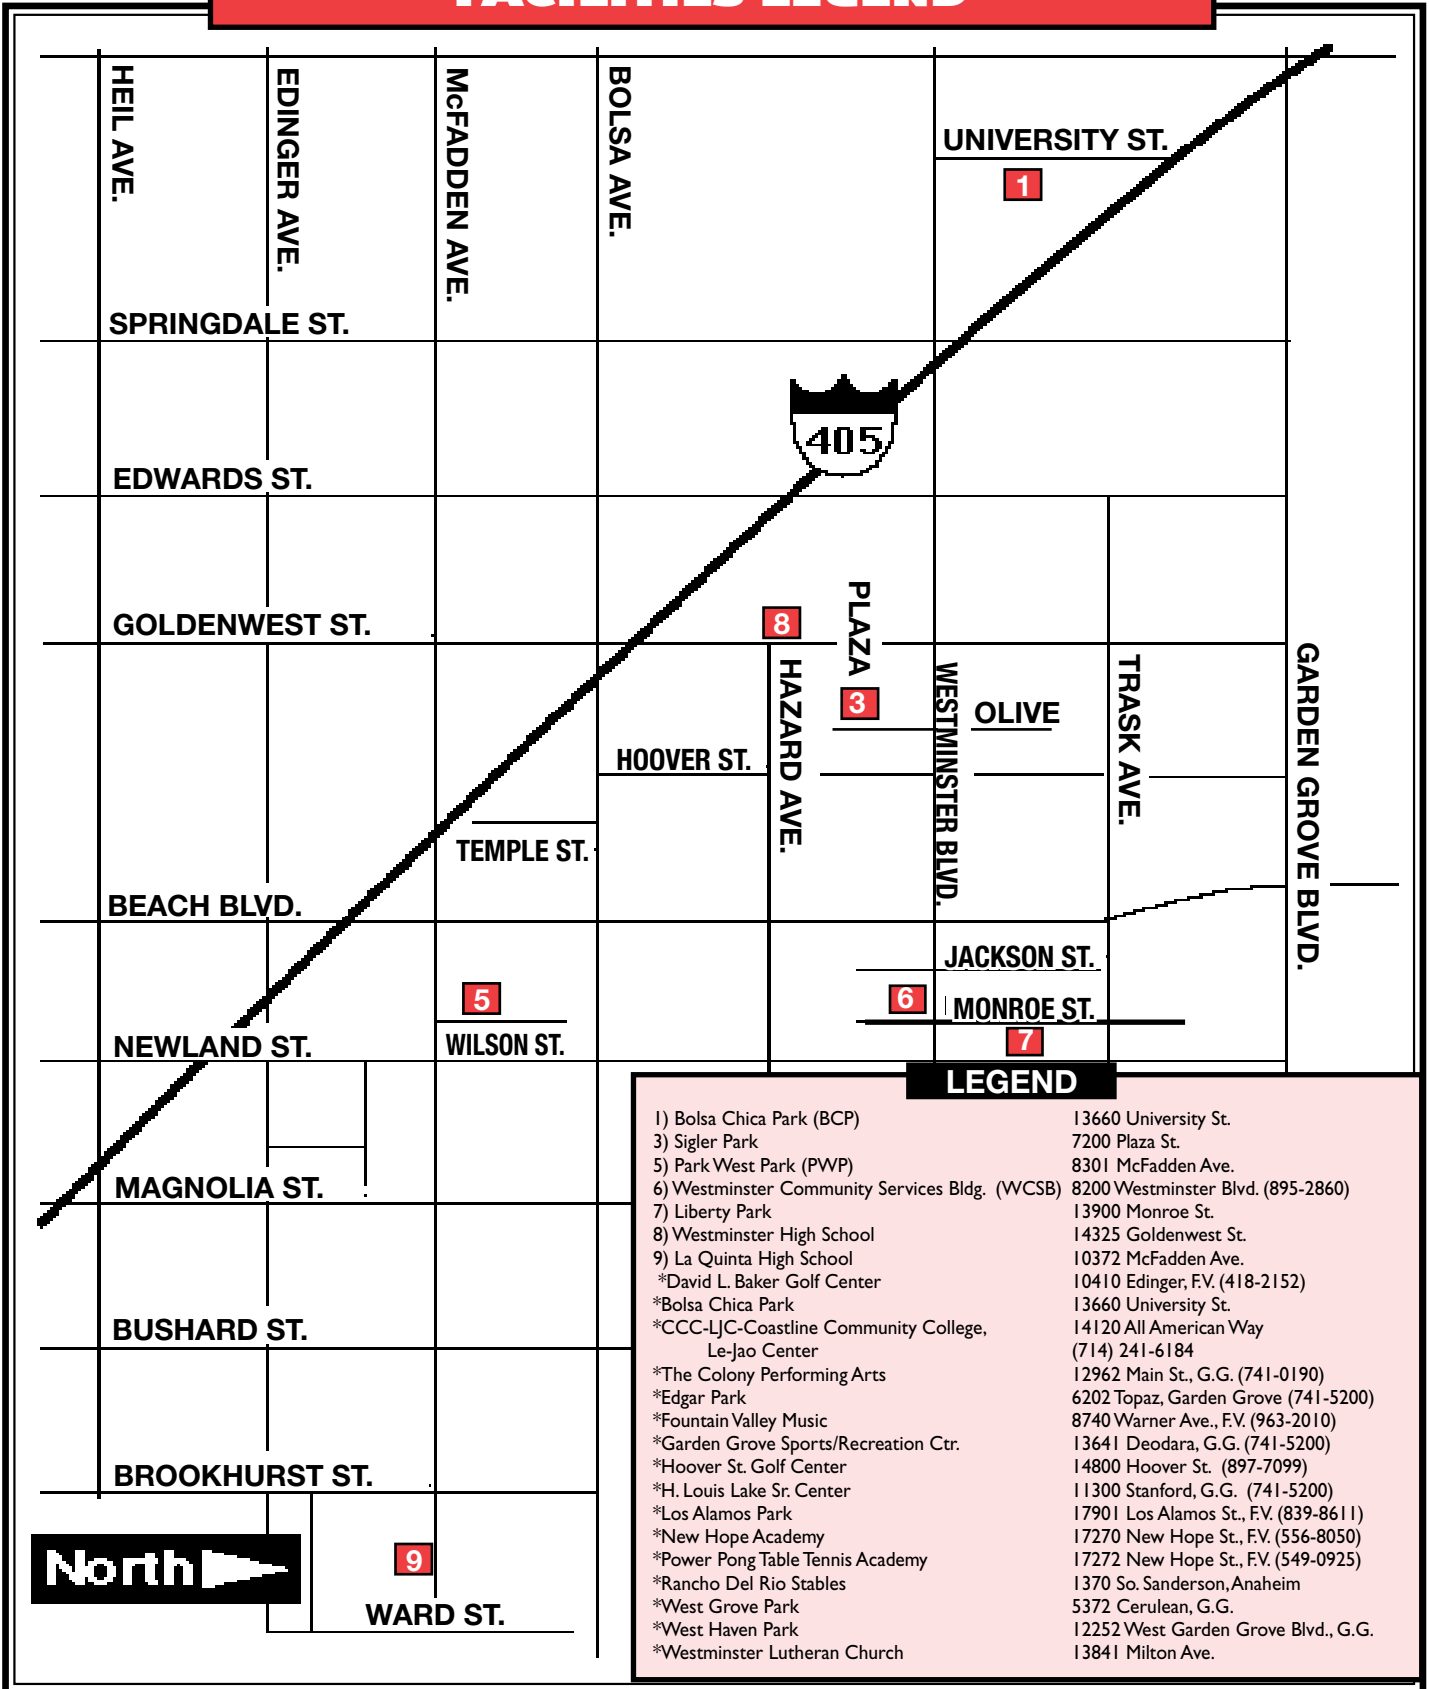 FACILITIES LEGEND
HEIL AVE.
EDINGER AVE.
McFADDEN AVE.
BOLSA AVE.
UNIVERSITY ST.
1
SPRINGDALE ST.
405
EDWARDS ST.
PLAZA
GOLDENWEST ST.
8
HAZARD AVE.
3
WESTMINSTER BLVD.
OLIVE
TRASK AVE.
GARDEN GROVE BLVD.
HOOVER ST.
TEMPLE ST.
BEACH BLVD.
JACKSON ST.
5
6
MONROE ST.
NEWLAND ST.
WILSON ST.
7
MAGNOLIA ST.
BUSHARD ST.
BROOKHURST ST.
North
9
WARD ST.
LEGEND
1) Bolsa Chica Park (BCP) 13660 University St.
3) Sigler Park 7200 Plaza St.
5) Park West Park (PWP) 8301 McFadden Ave.
6) Westminster Community Services Bldg. (WCSB) 8200 Westminster Blvd. (895-2860)
7) Liberty Park 13900 Monroe St.
8) Westminster High School 14325 Goldenwest St.
9) La Quinta High School 10372 McFadden Ave.
*David L. Baker Golf Center 10410 Edinger, F.V. (418-2152)
*Bolsa Chica Park 13660 University St.
*CCC-LJC-Coastline Community College, 14120 All American Way
Le-Jao Center (714) 241-6184
*The Colony Performing Arts 12962 Main St., G.G. (741-0190)
*Edgar Park 6202 Topaz, Garden Grove (741-5200)
*Fountain Valley Music 8740 Warner Ave., F.V. (963-2010)
*Garden Grove Sports/Recreation Ctr. 13641 Deodara, G.G. (741-5200)
*Hoover St. Golf Center 14800 Hoover St. (897-7099)
*H. Louis Lake Sr. Center 11300 Stanford, G.G. (741-5200)
*Los Alamos Park 17901 Los Alamos St., F.V. (839-8611)
*New Hope Academy 17270 New Hope St., F.V. (556-8050)
*Power Pong Table Tennis Academy 17272 New Hope St., F.V. (549-0925)
*Rancho Del Rio Stables 1370 So. Sanderson, Anaheim
*West Grove Park 5372 Cerulean, G.G.
*West Haven Park 12252 West Garden Grove Blvd., G.G.
*Westminster Lutheran Church 13841 Milton Ave.